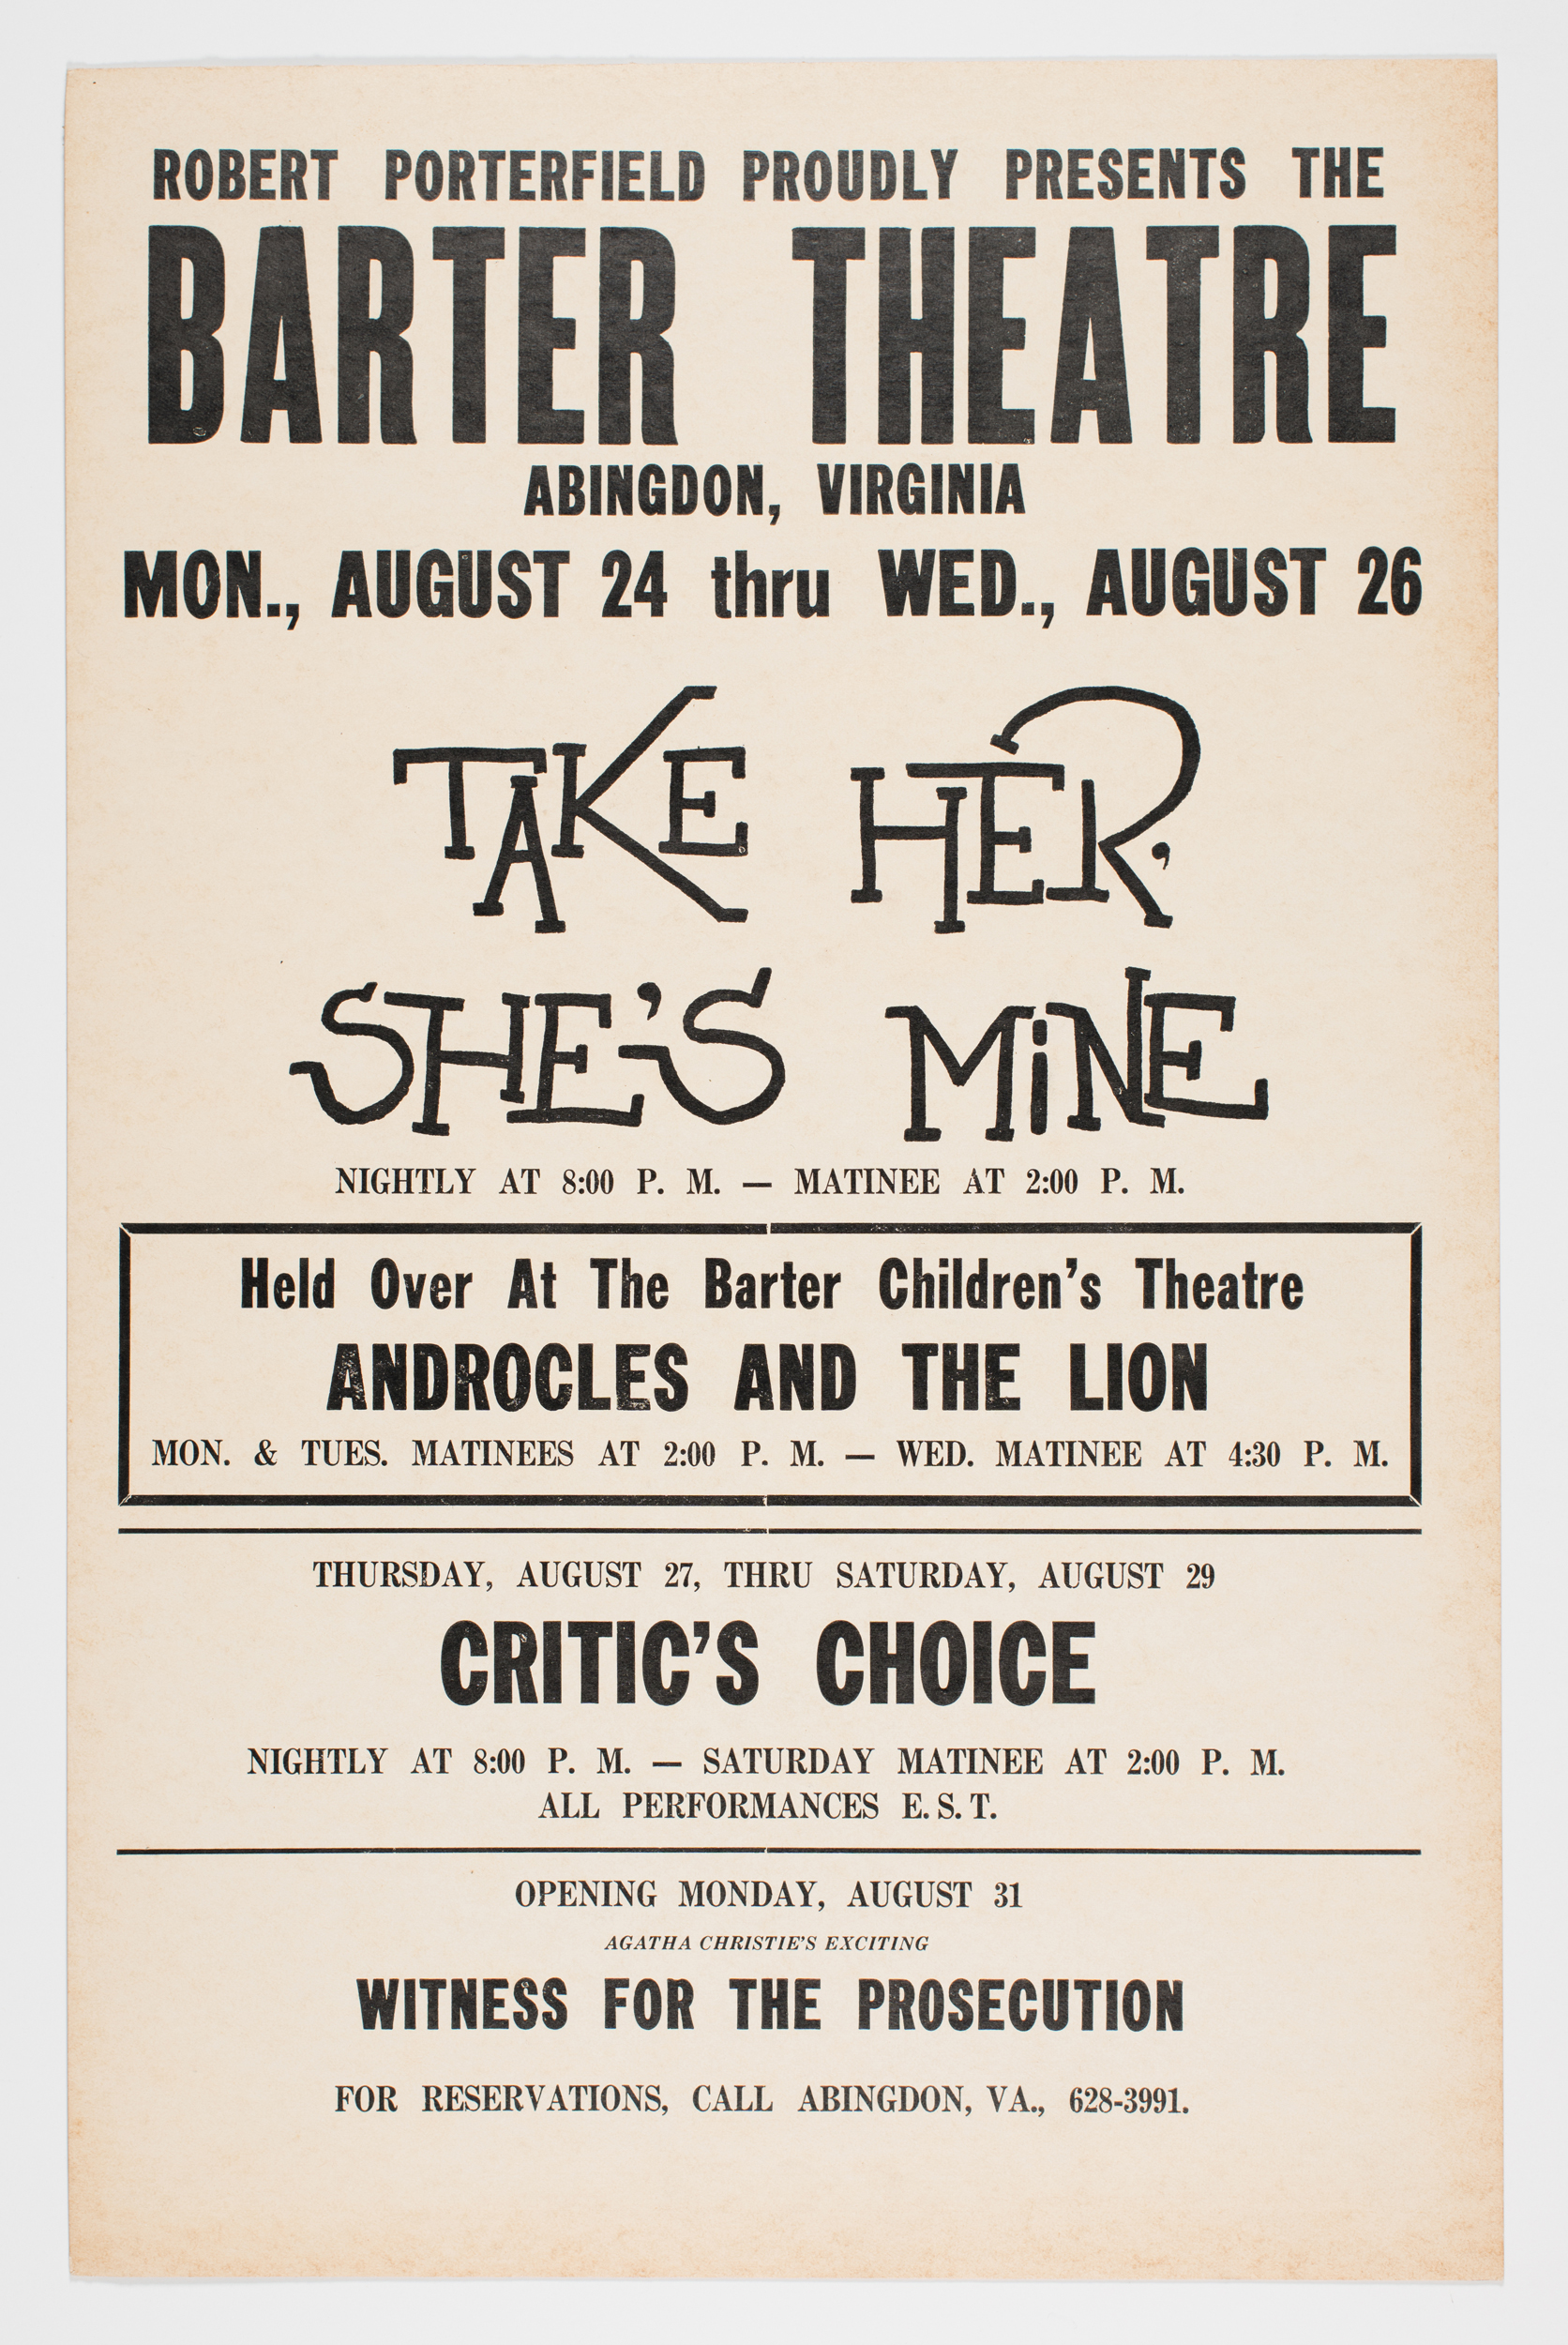 ROBERT PORTERFIELD PROUDLY PRESENTS THE
BARTER THEATRE
ABINGDON, VIRGINIA
MON., AUGUST 24 thru WED., AUGUST 26
TAKE HER,
SHE'S MiNE
NIGHTLY AT 8:00 P. M. — MATINEE AT 2:00 P. M.
Held Over At The Barter Children's Theatre
ANDROCLES AND THE LION
MON. & TUES. MATINEES AT 2:00 P. M. — WED. MATINEE AT 4:30 P. M.
THURSDAY, AUGUST 27, THRU SATURDAY, AUGUST 29
CRITIC'S CHOICE
NIGHTLY AT 8:00 P. M. — SATURDAY MATINEE AT 2:00 P. M.
ALL PERFORMANCES E. S. T.
OPENING MONDAY, AUGUST 31
AGATHA CHRISTIE'S EXCITING
WITNESS FOR THE PROSECUTION
FOR RESERVATIONS, CALL ABINGDON, VA., 628-3991.